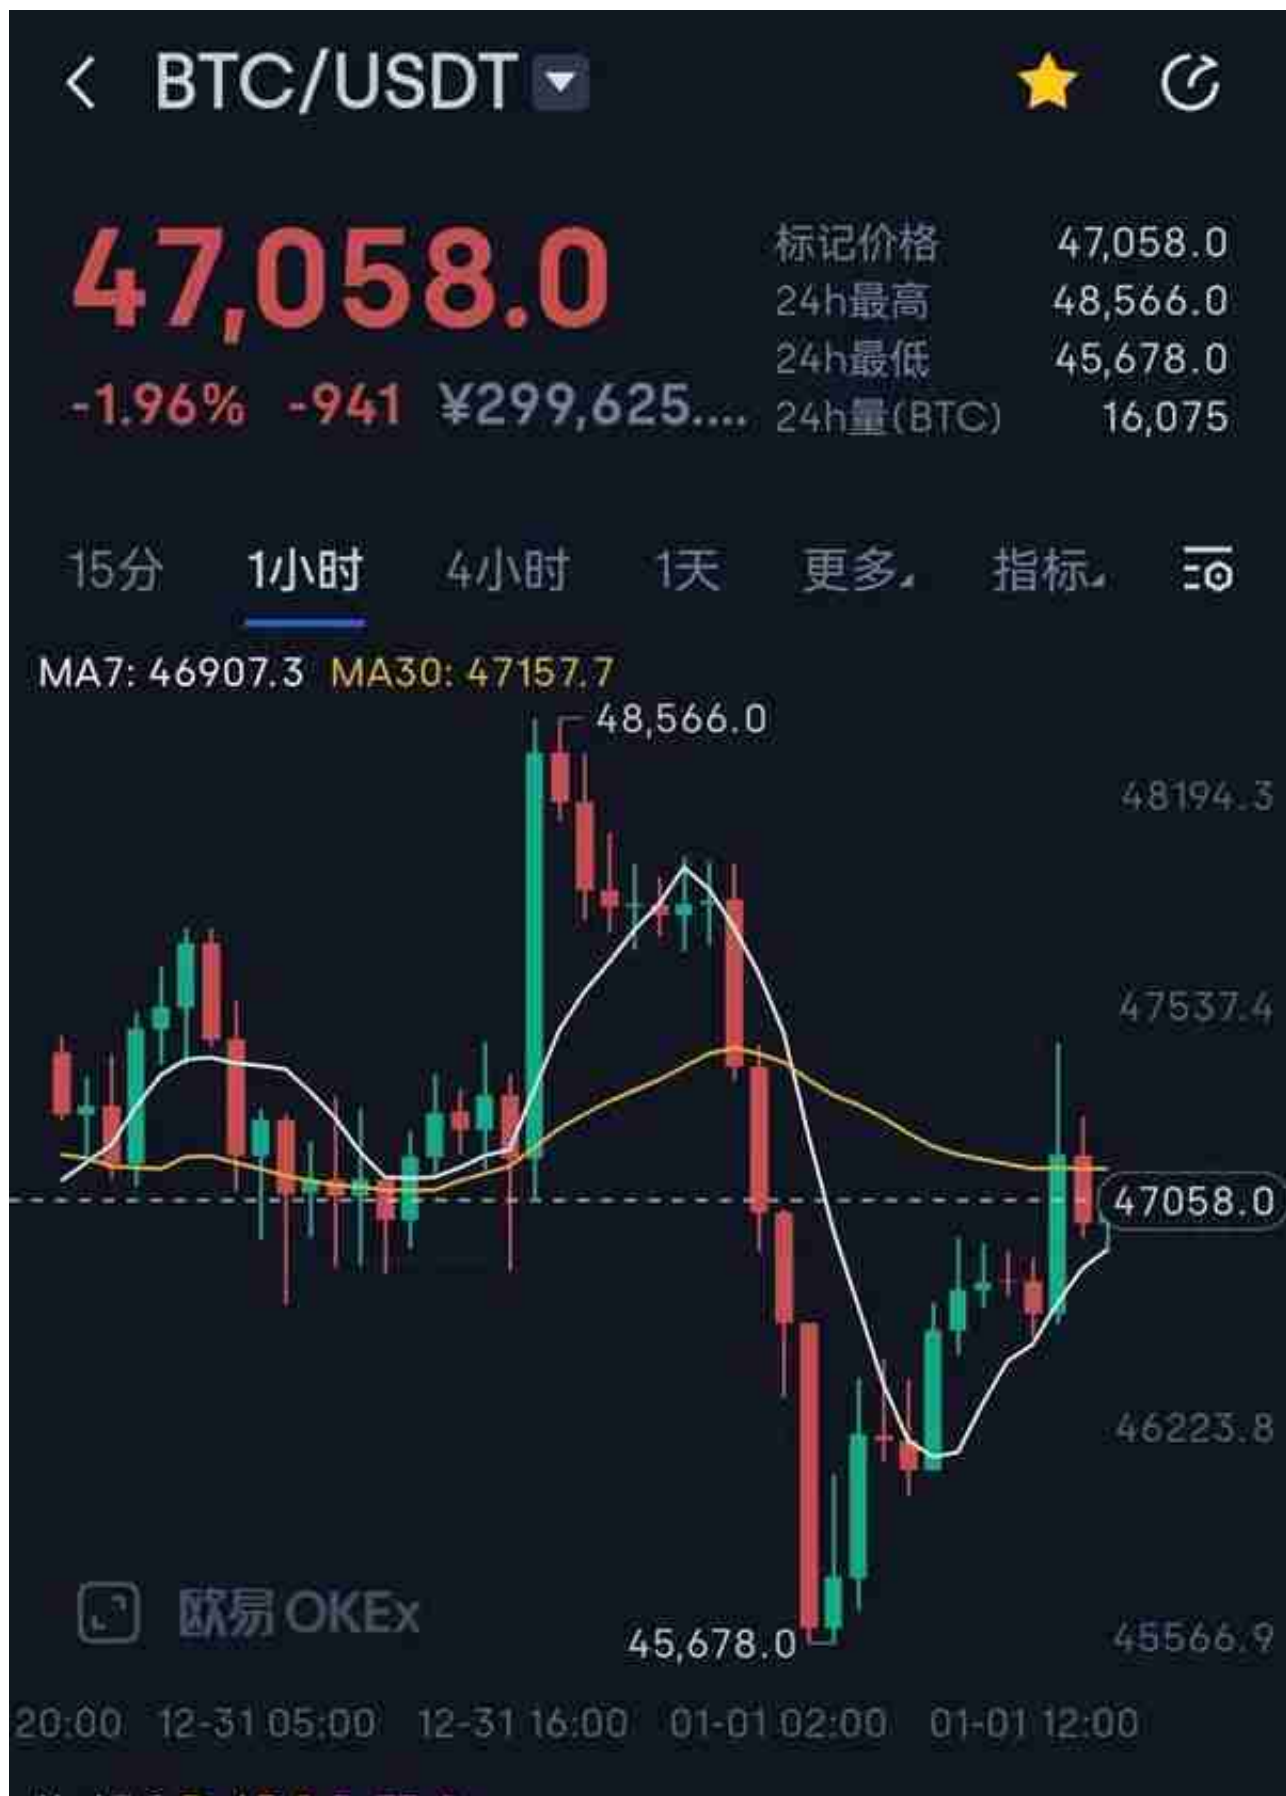 BTC/USDT
47,058.0
-1.96% -941 ¥299,625....
标记价格 47,058.0
24h最高 48,566.0
24h最低 45,678.0
24h量(BTC) 16,075
15分 1小时 4小时 1天 更多 指标
MA7: 46907.3 MA30: 47157.7
48,566.0
48194.3
47537.4
47058.0
46223.8
欧易 OKEx
45,678.0
45566.9
20:00 12-31 05:00 12-31 16:00 01-01 02:00 01-01 12:00